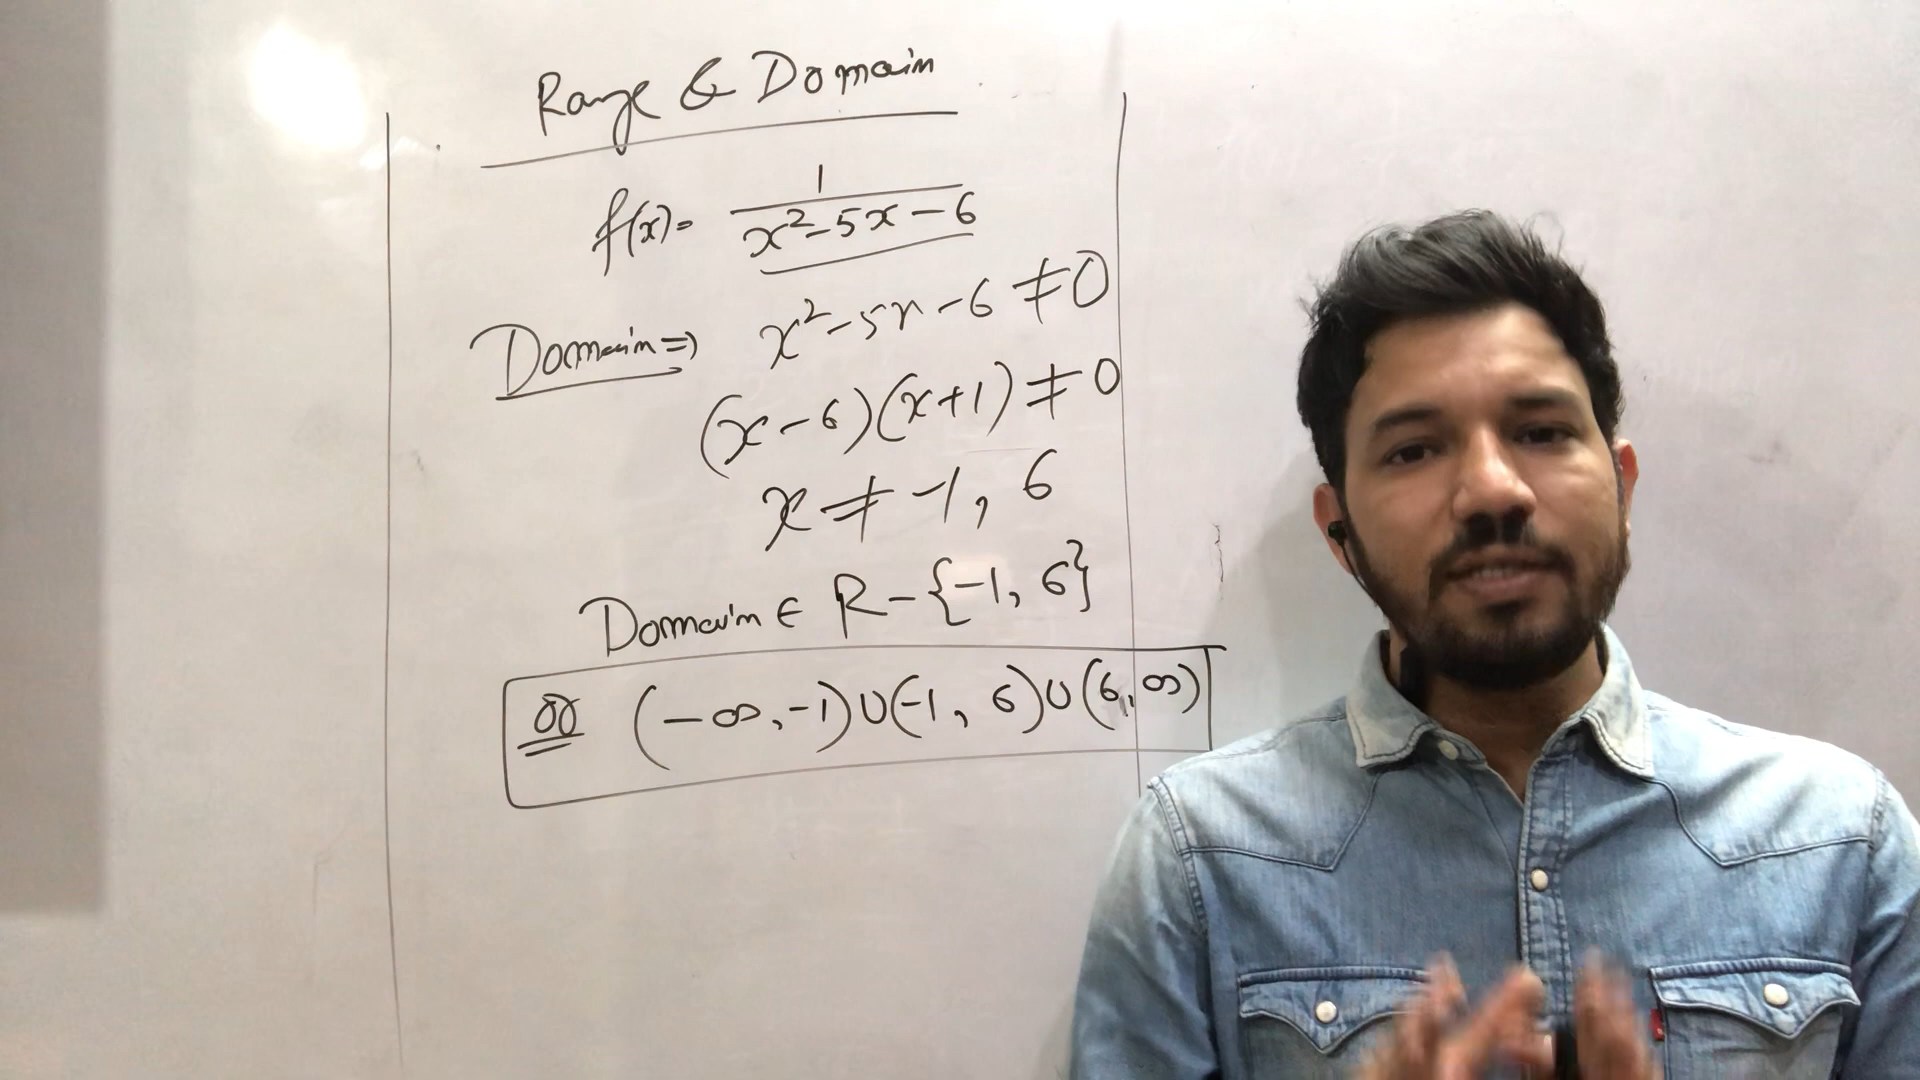 Range & Domain
f(x)= 1/(x²-5x-6)
Domain⇒ x²-5x-6≠0
(x-6)(x+1)≠0
x≠-1, 6
Domain ∈ R-{-1, 6}
(-∞,-1)∪(-1, 6)∪(6,∞)